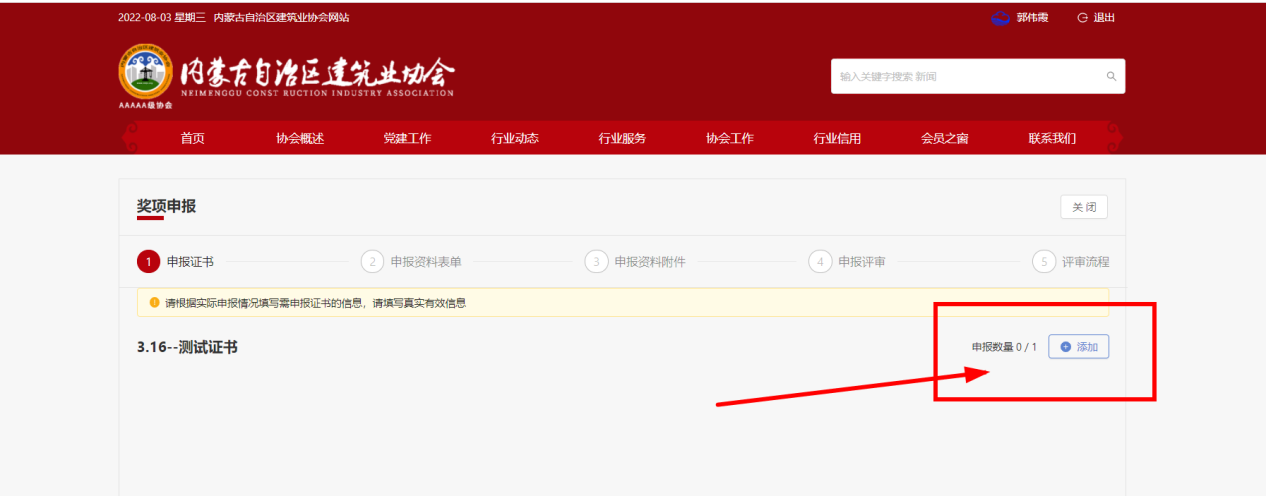 2022-08-03 星期三 内蒙古自治区建筑业协会网站
郭伟霞 退出
内蒙古自治区建筑业协会
NEIMENGGU CONST RUCTION INDUSTRY ASSOCIATION
AAAAA级协会
输入关键字搜索 新闻
首页 协会概述 党建工作 行业动态 行业服务 协会工作 行业信用 会员之窗 联系我们
奖项申报
关 闭
1 申报证书 2 申报资料表单 3 申报资料附件 4 申报评审 5 评审流程
请根据实际申报情况填写需申报证书的信息，请填写真实有效信息
3.16--测试证书
申报数量 0 / 1 添加